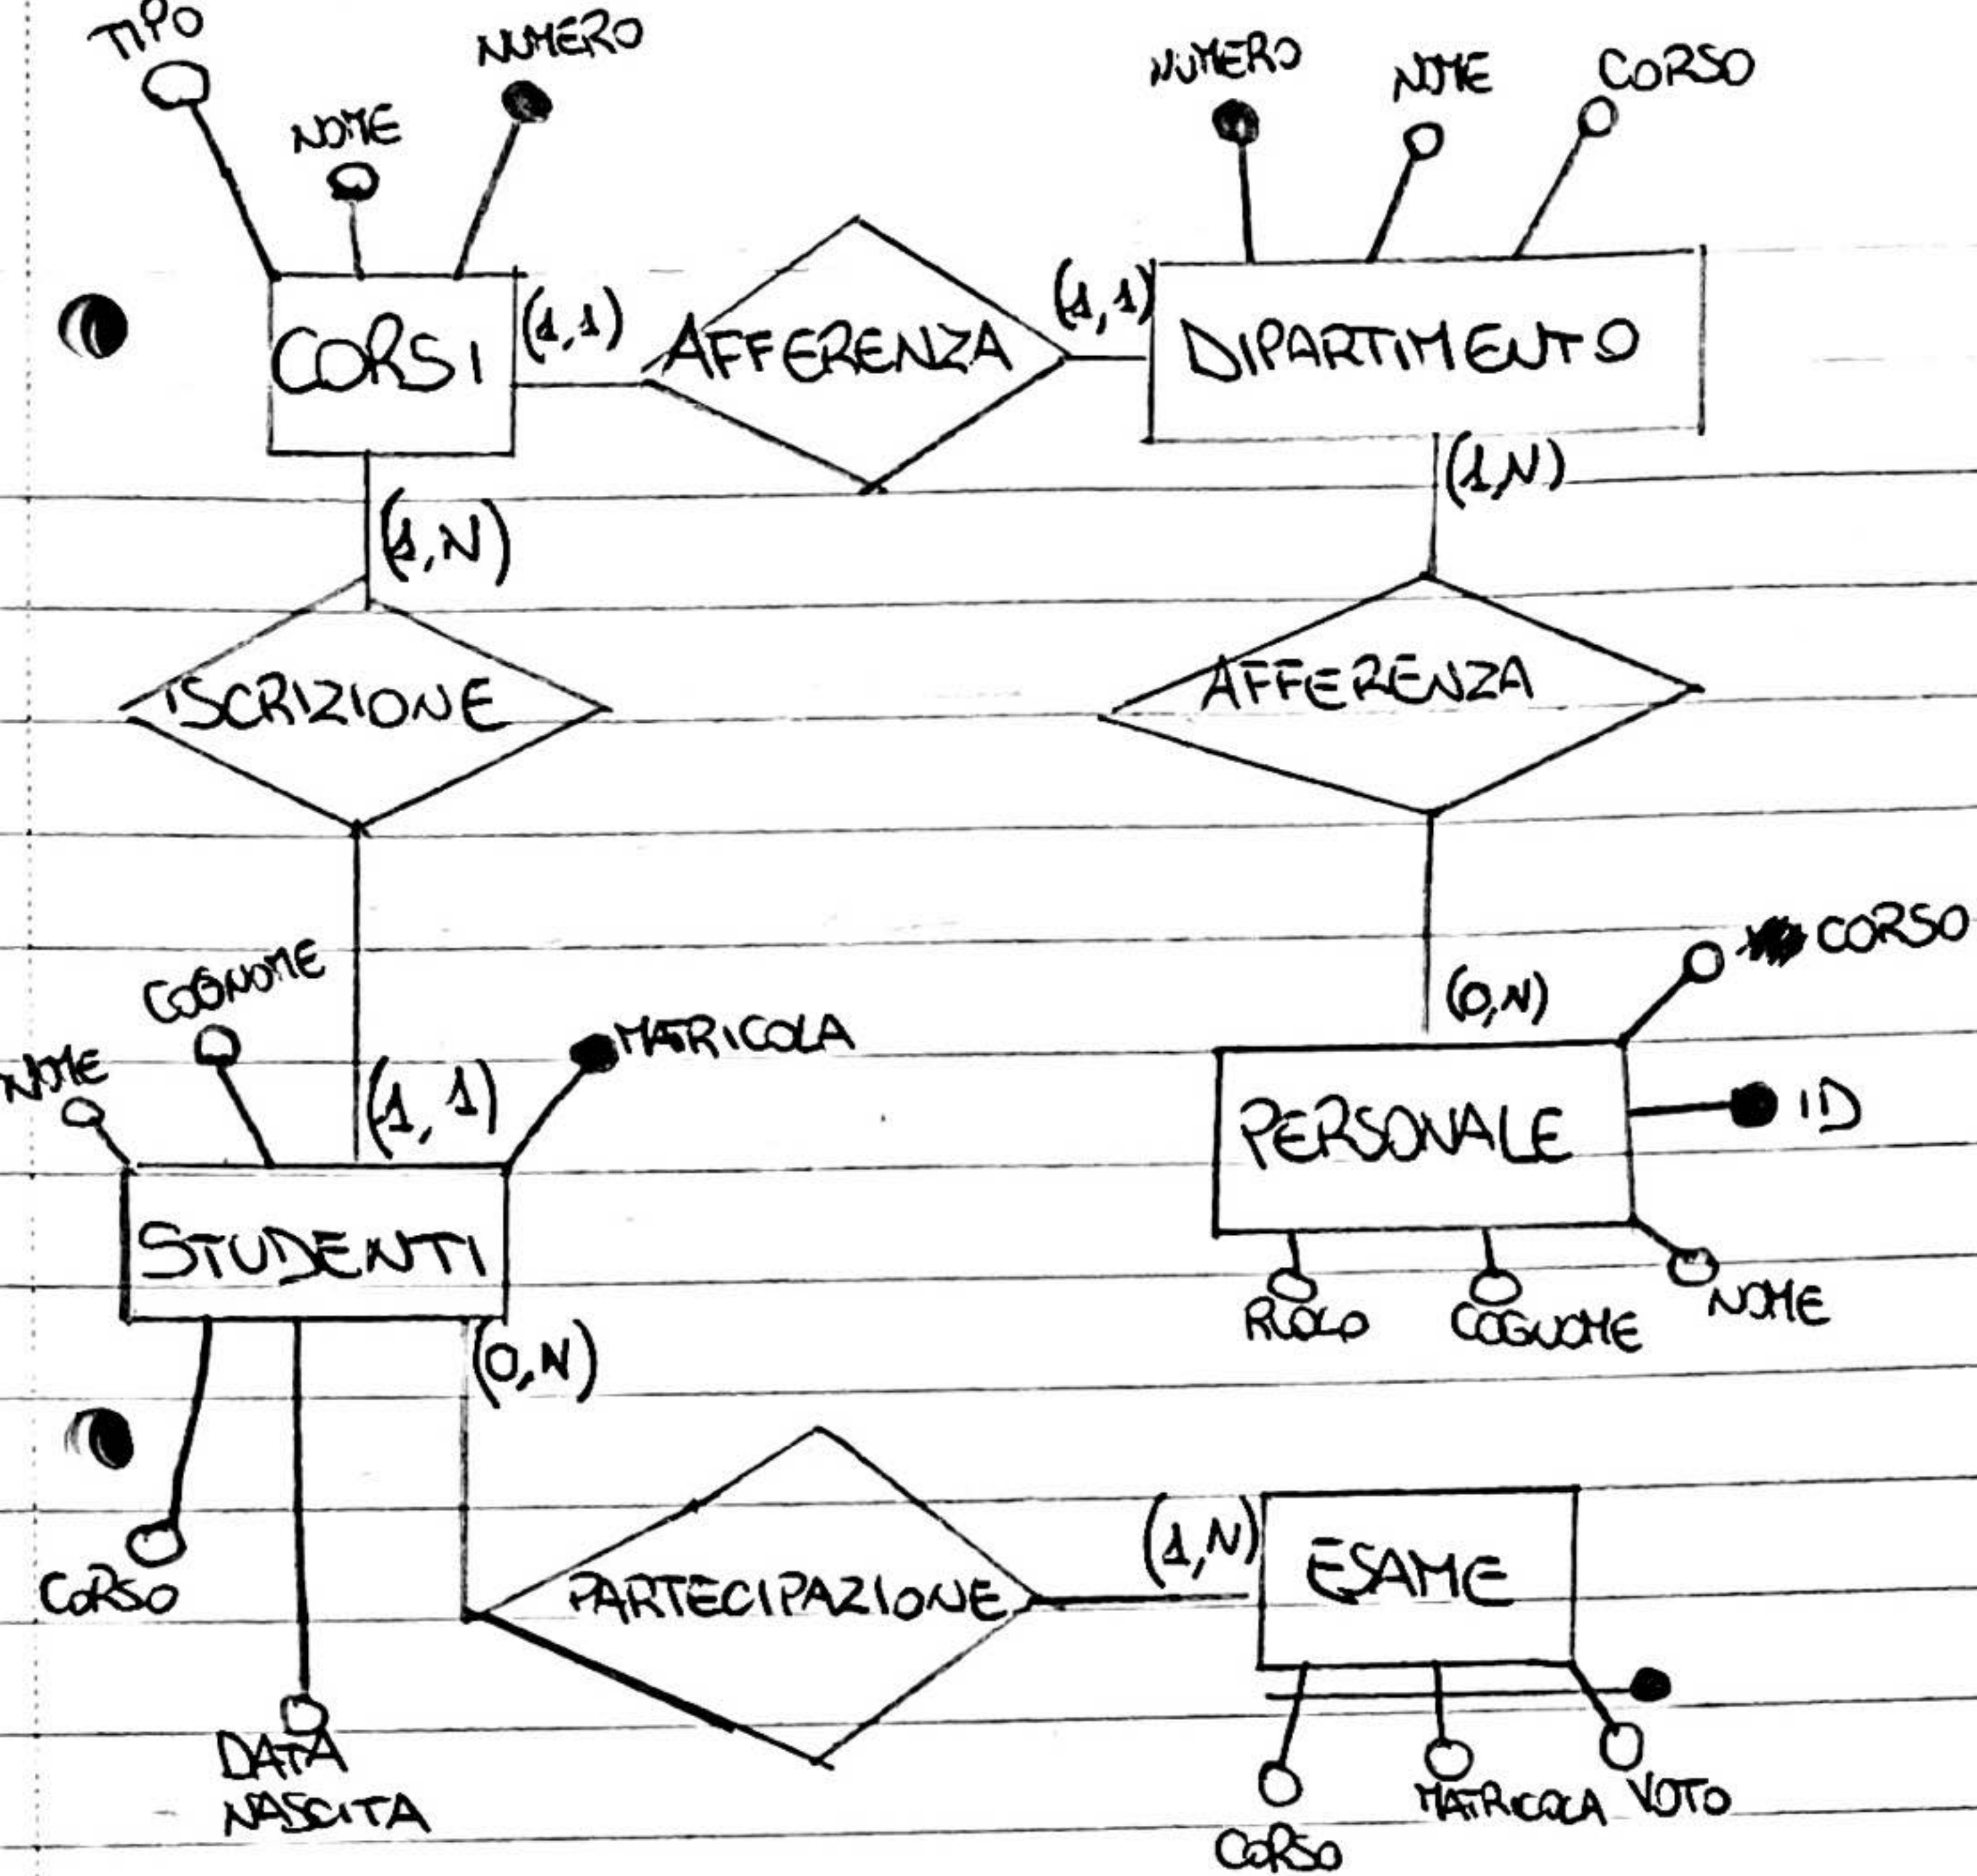 TIPO
NOME
NUMERO
NUMERO
NOME
CORSO
CORSI
(1,1)
AFFERENZA
(1,1)
DIPARTIMENTO
(1,N)
(1,N)
ISCRIZIONE
AFFERENZA
NOME
COGNOME
(1,1)
MATRICOLA
(0,N)
CORSO
ID
PERSONALE
RUOLO
COGNOME
NOME
STUDENTI
(0,N)
CORSO
DATA
NASCITA
PARTECIPAZIONE
(1,N)
ESAME
CORSO
MATRICOLA
VOTO